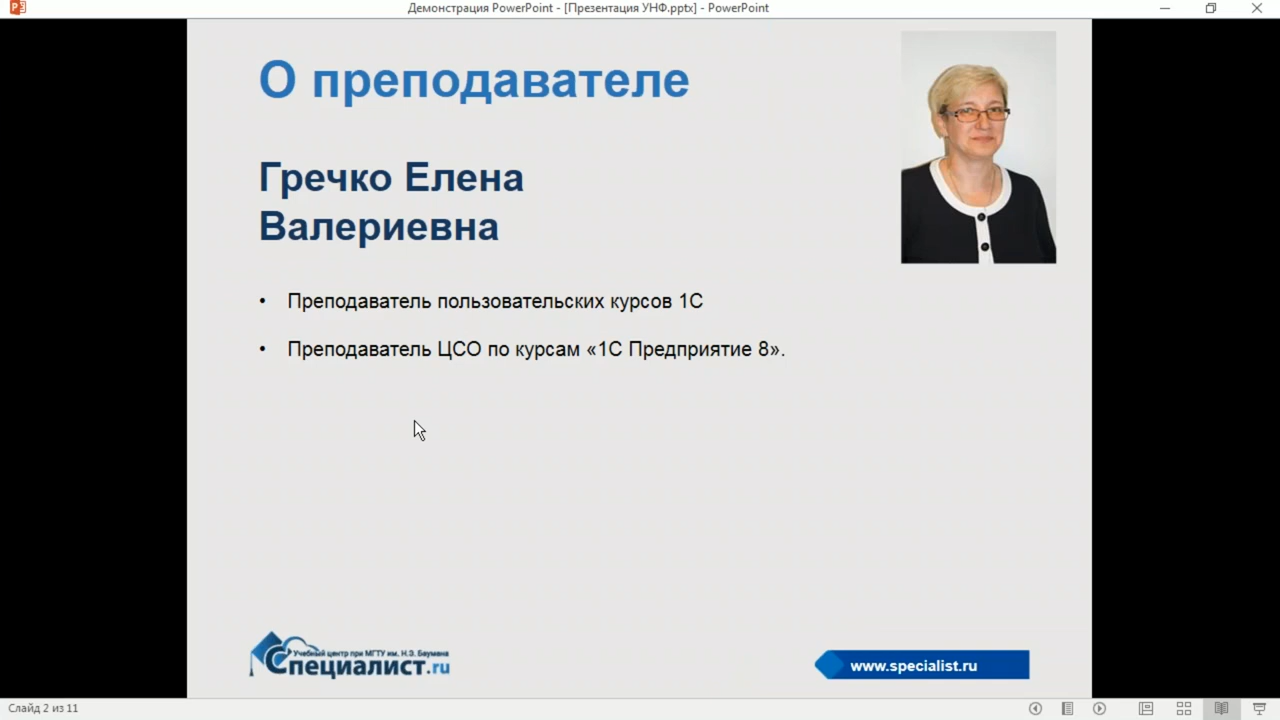 Демонстрация PowerPoint - [Презентация УНФ.pptx] - PowerPoint
О преподавателе
Гречко Елена
Валериевна
• Преподаватель пользовательских курсов 1С
• Преподаватель ЦСО по курсам «1С Предприятие 8».
Учебный центр при МГТУ им. Н.Э. Баумана
Специалист.ru
www.specialist.ru
Слайд 2 из 11